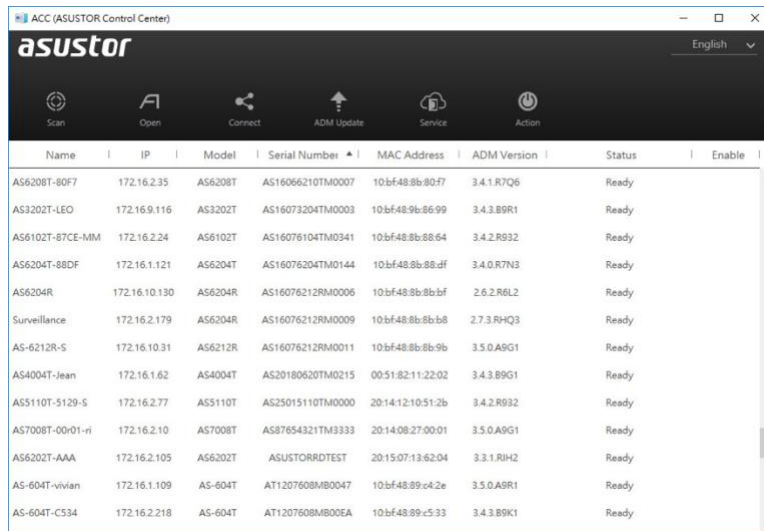 ACC (ASUSTOR Control Center)
asustor
English
Scan Open Connect ADM Update Service Action
Name IP Model Serial Number MAC Address ADM Version Status Enable
AS6208T-80F7 172.16.2.35 AS6208T AS16066210TM0007 10:bf:48:8b:80:f7 3.4.1.R7Q6 Ready
AS3202T-LEO 172.16.9.116 AS3202T AS16073204TM0003 10:bf:48:9b:86:99 3.4.3.B9R1 Ready
AS6102T-87CE-MM 172.16.2.24 AS6102T AS16076104TM0341 10:bf:48:8b:88:64 3.4.2.R932 Ready
AS6204T-88DF 172.16.1.121 AS6204T AS16076204TM0144 10:bf:48:8b:88:df 3.4.0.R7N3 Ready
AS6204R 172.16.10.130 AS6204R AS16076212RM0006 10:bf:48:8b:8b:bf 2.6.2.R6L2 Ready
Surveillance 172.16.2.179 AS6204R AS16076212RM0009 10:bf:48:8b:8b:b8 2.7.3.RHQ3 Ready
AS-6212R-S 172.16.10.31 AS6212R AS16076212RM0011 10:bf:48:8b:8b:9b 3.5.0.A9G1 Ready
AS4004T-Jean 172.16.1.62 AS4004T AS20180620TM0215 00:51:82:11:22:02 3.4.3.B9G1 Ready
AS5110T-5129-S 172.16.2.77 AS5110T AS25015110TM0000 20:14:12:10:51:2b 3.4.2.R932 Ready
AS7008T-00r01-ri 172.16.2.10 AS7008T AS87654321TM3333 20:14:08:27:00:01 3.5.0.A9G1 Ready
AS6202T-AAA 172.16.2.105 AS6202T ASUSTORRDTEST 20:15:07:13:62:04 3.3.1.RIH2 Ready
AS-604T-vivian 172.16.1.109 AS-604T AT1207608MB0047 10:bf:48:89:c4:2e 3.5.0.A9R1 Ready
AS-604T-C534 172.16.2.218 AS-604T AT1207608MB00EA 10:bf:48:89:c5:33 3.4.3.B9K1 Ready